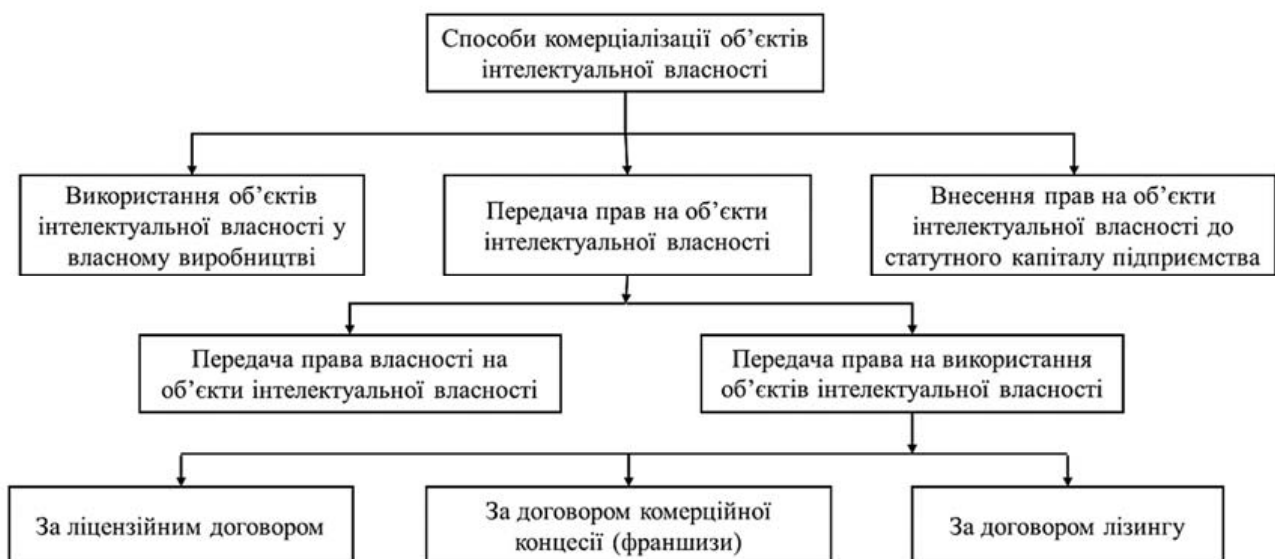 Способи комерціалізації об’єктів
інтелектуальної власності
Використання об’єктів
інтелектуальної власності у
власному виробництві
Передача прав на об’єкти
інтелектуальної власності
Внесення прав на об’єкти
інтелектуальної власності до
статутного капіталу підприємства
Передача права власності на
об’єкти інтелектуальної власності
Передача права на використання
об’єктів інтелектуальної власності
За ліцензійним договором
За договором комерційної
концесії (франшизи)
За договором лізингу